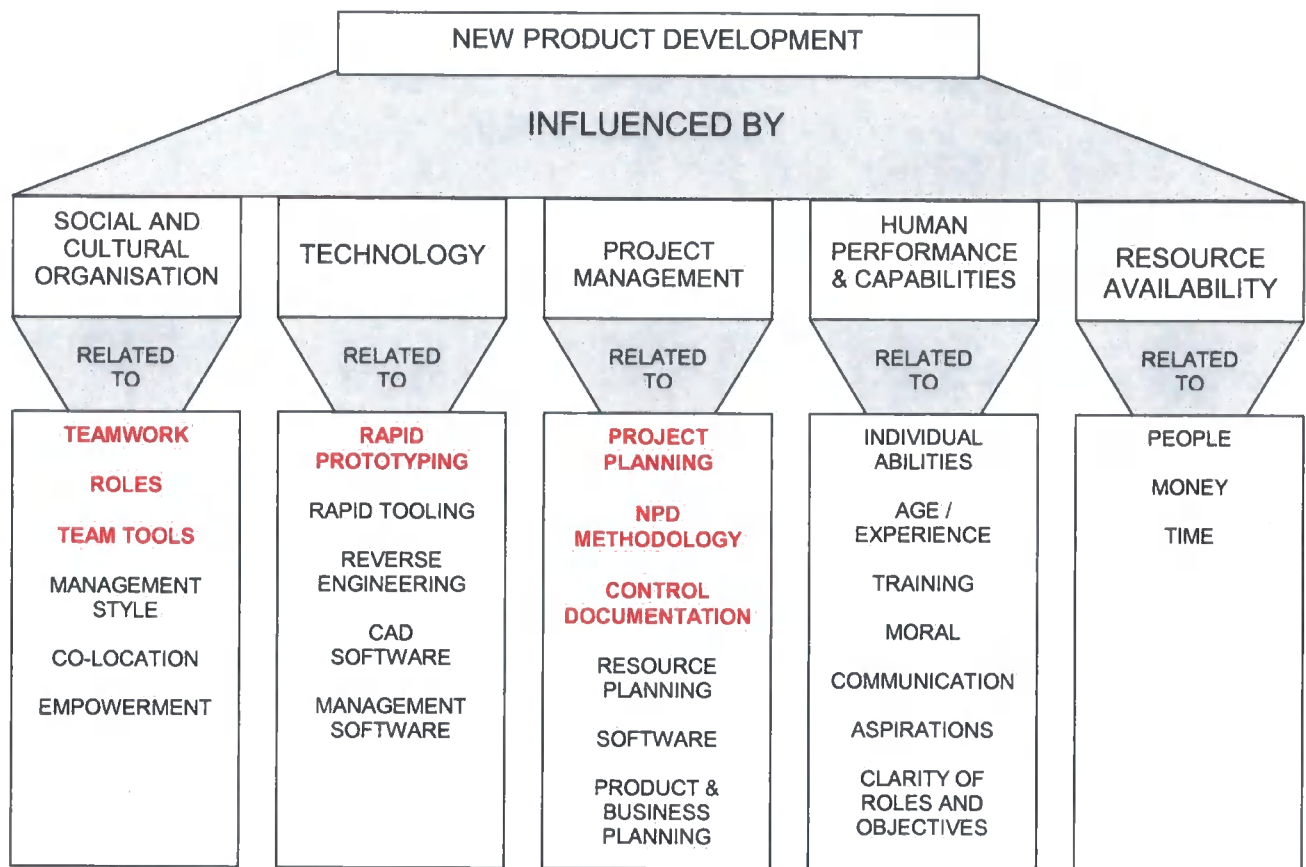 NEW PRODUCT DEVELOPMENT
INFLUENCED BY
SOCIAL AND
CULTURAL
ORGANISATION
TECHNOLOGY
PROJECT
MANAGEMENT
HUMAN
PERFORMANCE
& CAPABILITIES
RESOURCE
AVAILABILITY
RELATED
TO
RELATED
TO
RELATED
TO
RELATED
TO
RELATED
TO
TEAMWORK
ROLES
TEAM TOOLS
MANAGEMENT
STYLE
CO-LOCATION
EMPOWERMENT
RAPID
PROTOTYPING
RAPID TOOLING
REVERSE
ENGINEERING
CAD
SOFTWARE
MANAGEMENT
SOFTWARE
PROJECT
PLANNING
NPD
METHODOLOGY
CONTROL
DOCUMENTATION
RESOURCE
PLANNING
SOFTWARE
PRODUCT &
BUSINESS
PLANNING
INDIVIDUAL
ABILITIES
AGE /
EXPERIENCE
TRAINING
MORAL
COMMUNICATION
ASPIRATIONS
CLARITY OF
ROLES AND
OBJECTIVES
PEOPLE
MONEY
TIME